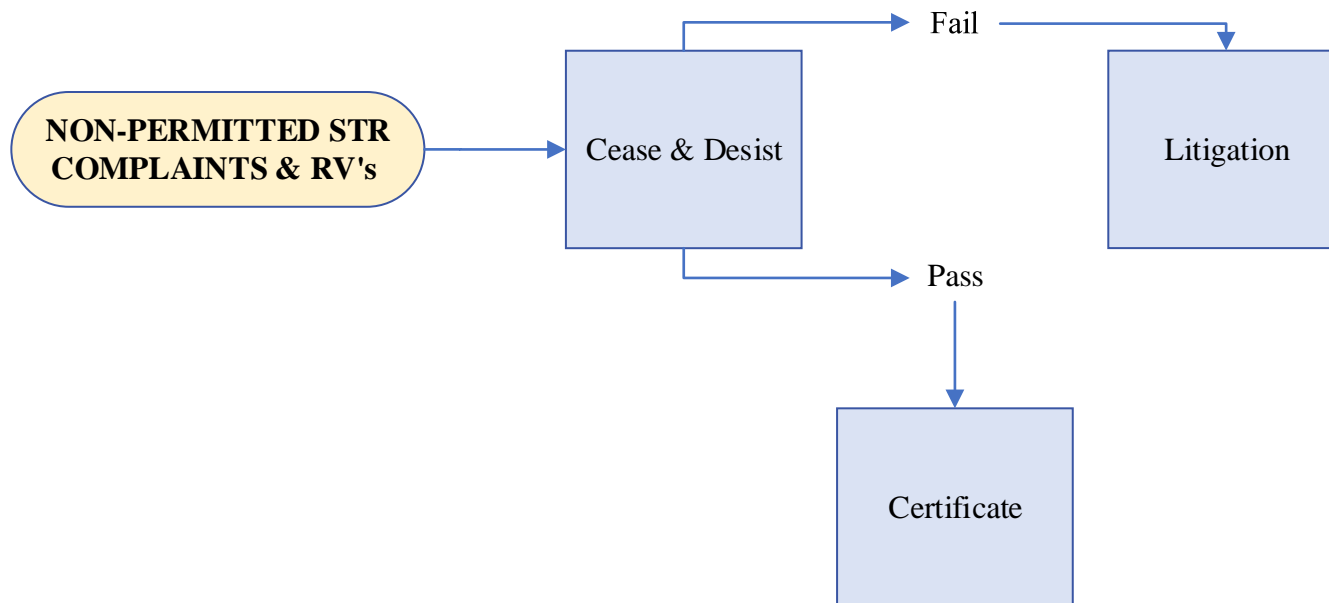 Fail
NON-PERMITTED STR
COMPLAINTS & RV's
Cease & Desist
Litigation
Pass
Certificate